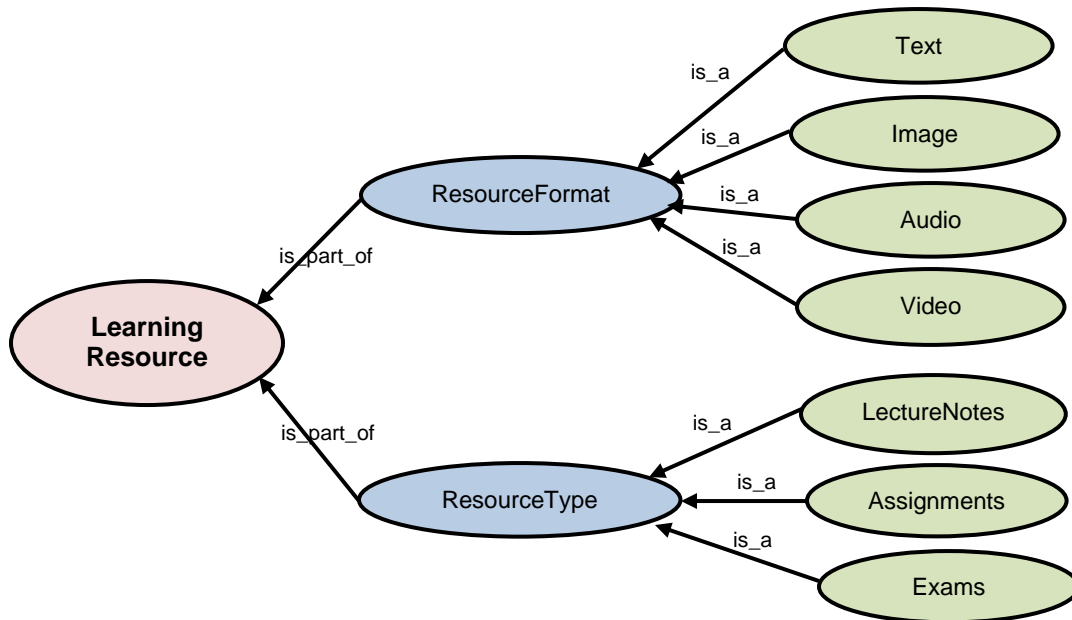 Text
is_a
Image
is_a
ResourceFormat
is_a
Audio
is_a
is_part_of
Video
Learning
Resource
LectureNotes
is_a
is_part_of
is_a
ResourceType
Assignments
is_a
Exams